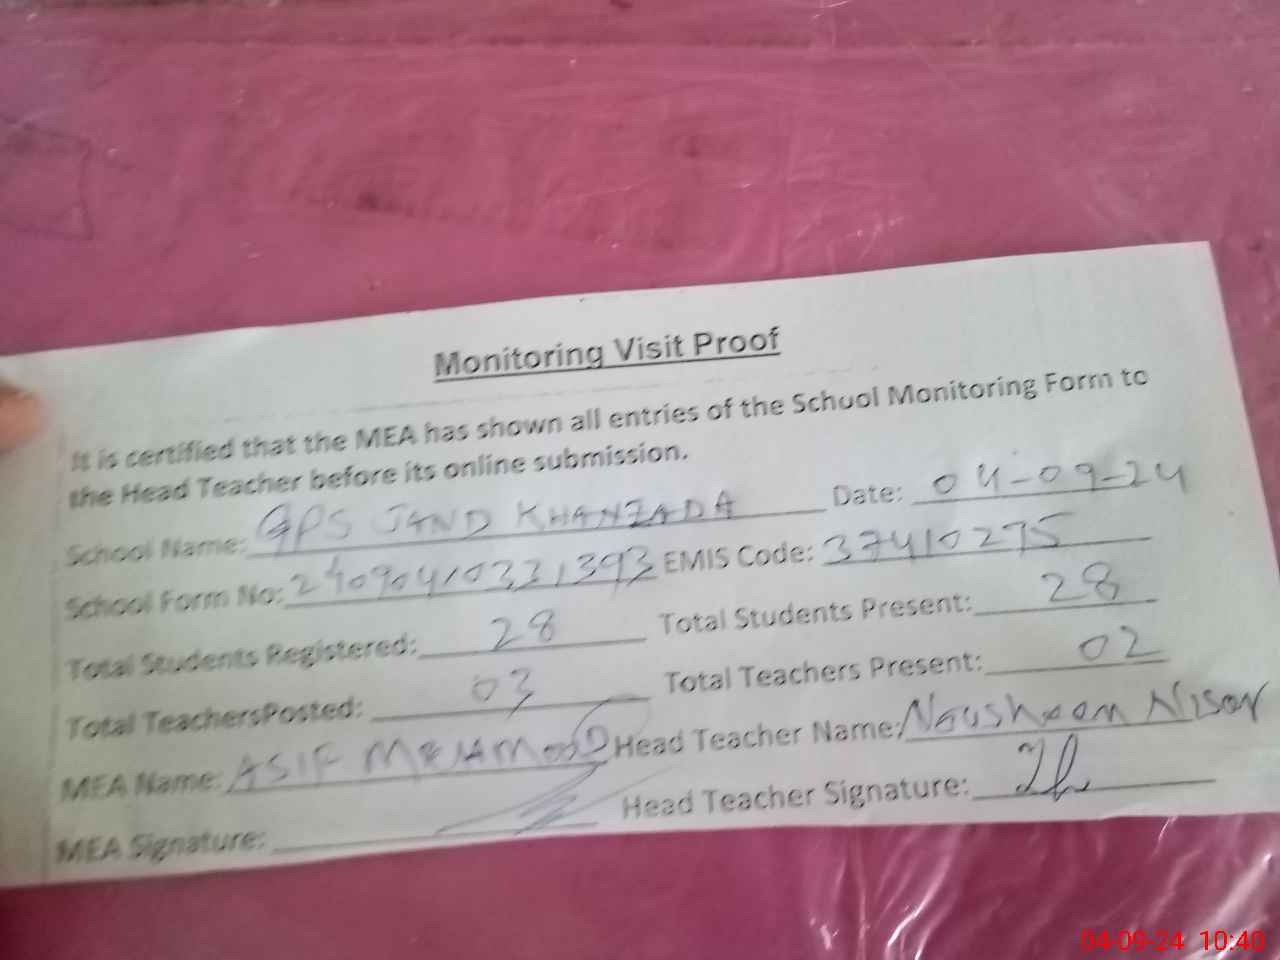 Monitoring Visit Proof
It is certified that the MEA has shown all entries of the School Monitoring Form to
the Head Teacher before its online submission.
School Name: GPS JAND KHANZADA Date: 04-09-24
School Form No: EMIS Code: 37410275
Total Students Registered: 28 Total Students Present: 28
Total TeachersPosted: 03 Total Teachers Present: 02
MEA Name: ASIF Head Teacher Name: Nousheen Nisar
MEA Signature: Head Teacher Signature:
04-09-24 10:40